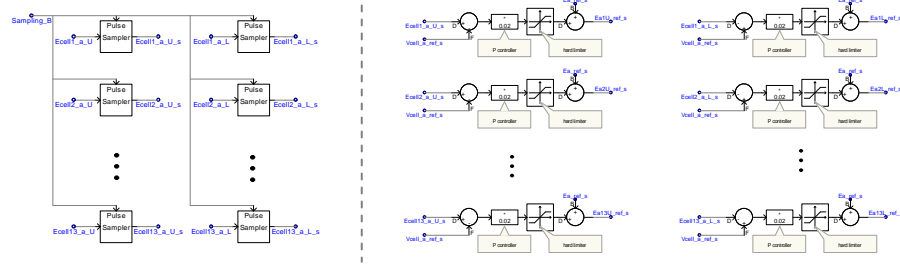 Sampling_B
Pulse
Sampler
Ecell1_a_U
Ecell1_a_U_s
Pulse
Sampler
Ecell1_a_L
Ecell1_a_L_s
Pulse
Sampler
Ecell2_a_U
Ecell2_a_U_s
Pulse
Sampler
Ecell2_a_L
Ecell2_a_L_s
Pulse
Sampler
Ecell13_a_U
Ecell13_a_U_s
Pulse
Sampler
Ecell13_a_L
Ecell13_a_L_s
Ea_ref_s
B
Ecell1_a_U_s
D
F
Vcell_a_ref_s
0.02
D
Ea1U_ref_s
P controller
hard limiter
Ea_ref_s
B
Ecell1_a_L_s
D
F
Vcell_a_ref_s
0.02
D
Ea1L_ref_s
P controller
hard limiter
Ea_ref_s
B
Ecell2_a_U_s
D
F
Vcell_a_ref_s
0.02
D
Ea2U_ref_s
P controller
hard limiter
Ea_ref_s
B
Ecell2_a_L_s
D
F
Vcell_a_ref_s
0.02
D
Ea2L_ref_s
P controller
hard limiter
Ea_ref_s
B
Ecell13_a_U_s
D
F
Vcell_a_ref_s
0.02
D
Ea13U_ref_s
P controller
hard limiter
Ea_ref_s
B
Ecell13_a_L_s
D
F
Vcell_a_ref_s
0.02
D
P controller
hard limiter